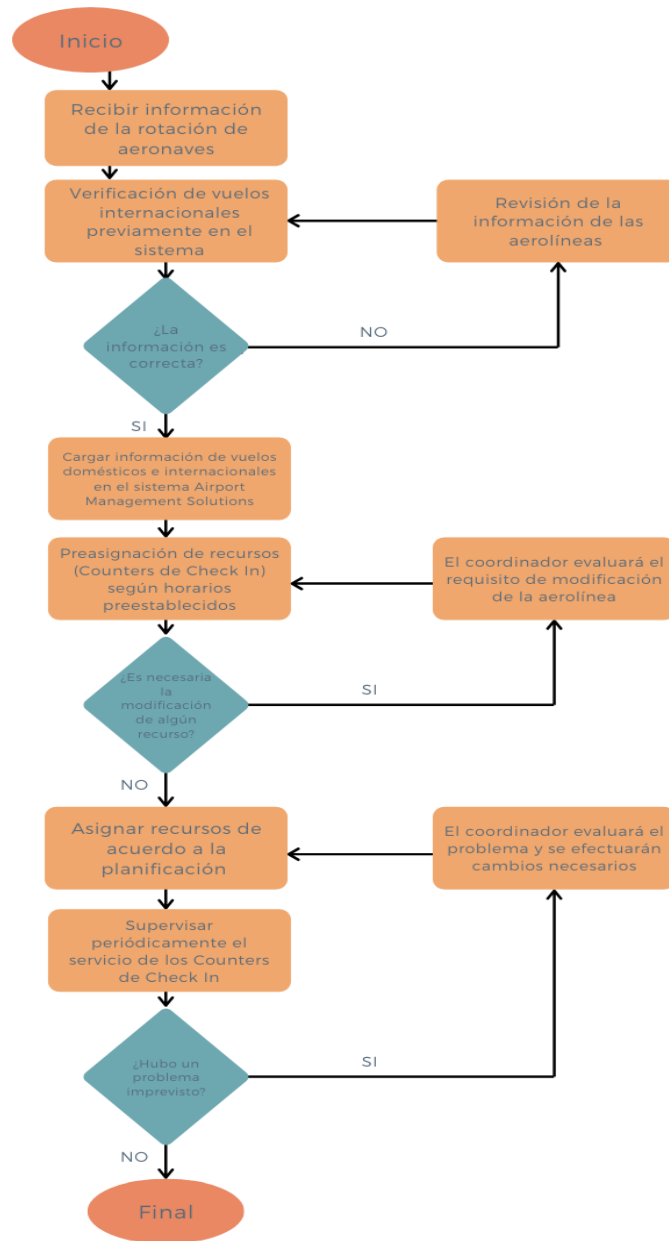 Inicio
Recibir información
de la rotación de
aeronaves
Verificación de vuelos
internacionales
previamente en el
sistema
Revisión de la
información de las
aerolíneas
¿La
información es
correcta?
NO
SI
Cargar información de vuelos
domésticos e internacionales
en el sistema Airport
Management Solutions
Preasignación de recursos
(Counters de Check In)
según horarios
preestablecidos
El coordinador evaluará el
requisito de modificación
de la aerolínea
¿Es necesaria
la
modificación
de algún
recurso?
SI
NO
Asignar recursos de
acuerdo a la
planificación
El coordinador evaluará el
problema y se efectuarán
cambios necesarios
Supervisar
periódicamente el
servicio de los Counters
de Check In
¿Hubo un
problema
imprevisto?
SI
NO
Final